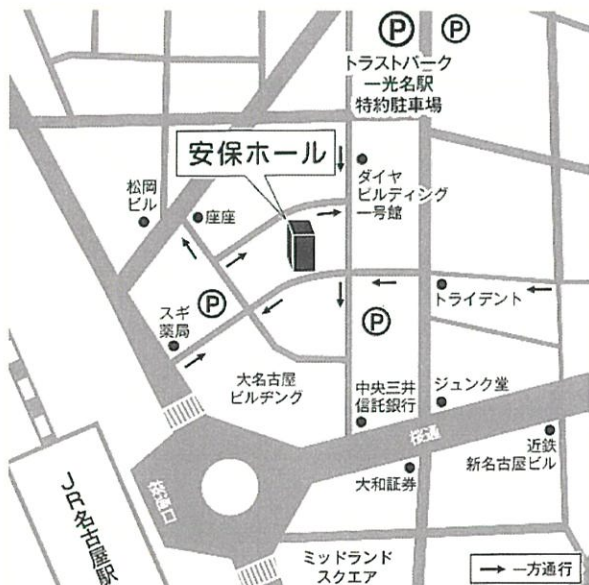 P
P
トラストパーク
一光名駅
特約駐車場
安保ホール
松岡
ビル
座座
ダイヤ
ビルディング
一号館
P
スギ
薬局
P
トライデント
大名古屋
ビルヂング
中央三井
信託銀行
ジュンク堂
桜通
近鉄
新名古屋ビル
大和証券
桜通口
JR名古屋駅
ミッドランド
スクエア
一方通行